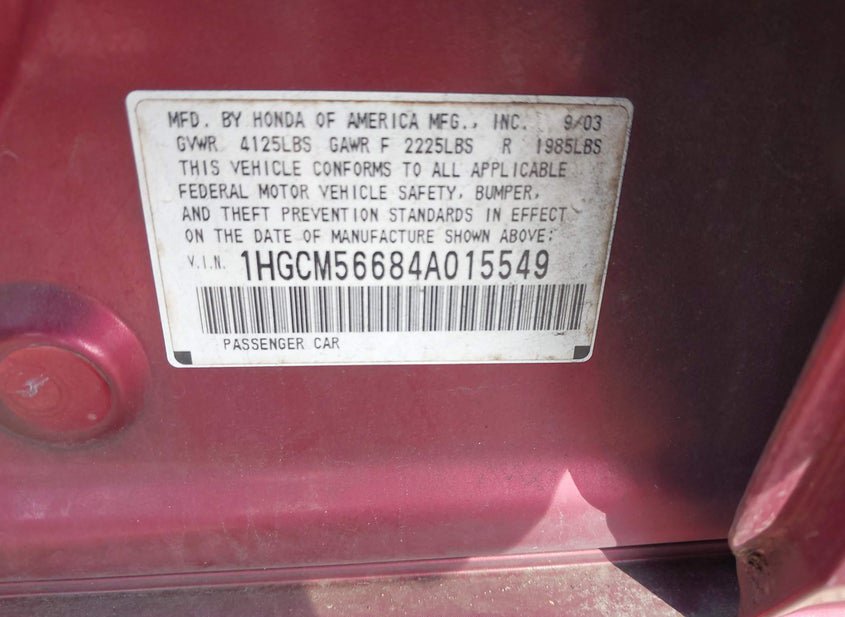 MFD. BY HONDA OF AMERICA MFG., INC. 9/03
GVWR 4125LBS GAWR F 2225LBS R 1985LBS
THIS VEHICLE CONFORMS TO ALL APPLICABLE
FEDERAL MOTOR VEHICLE SAFETY, BUMPER,
AND THEFT PREVENTION STANDARDS IN EFFECT
ON THE DATE OF MANUFACTURE SHOWN ABOVE:
V.I.N. 1HGCM56684A015549
PASSENGER CAR